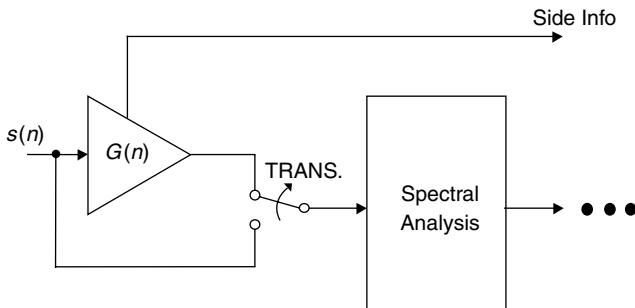 Side Info
s(n)
G(n)
TRANS.
Spectral
Analysis